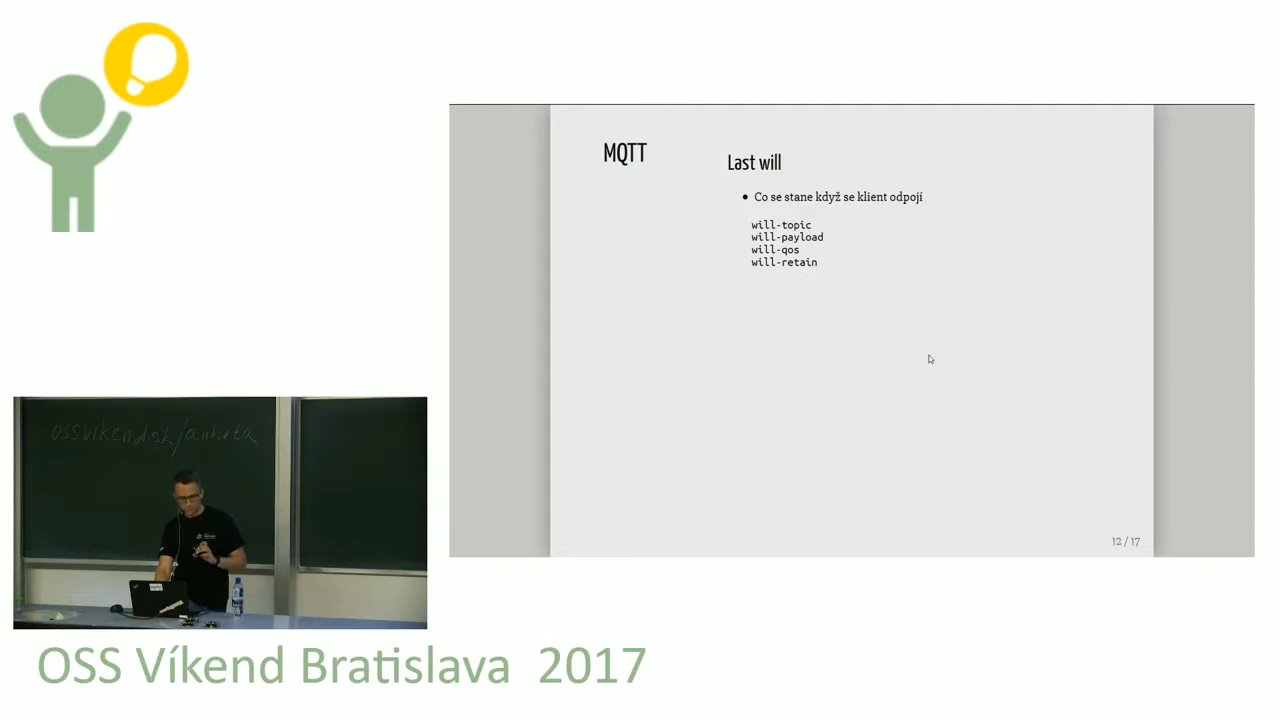 MQTT
Last will
• Co se stane když se klient odpojí
will-topic
will-payload
will-qos
will-retain
12 / 17
ossvikend.sk/anketa
OSS Víkend Bratislava 2017